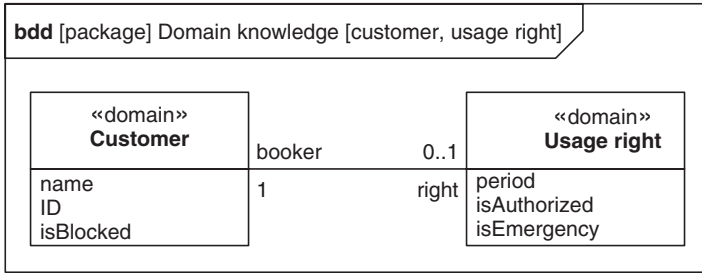 bdd [package] Domain knowledge [customer, usage right]
«domain»
Customer
name
ID
isBlocked
booker
1
0..1
right
«domain»
Usage right
period
isAuthorized
isEmergency